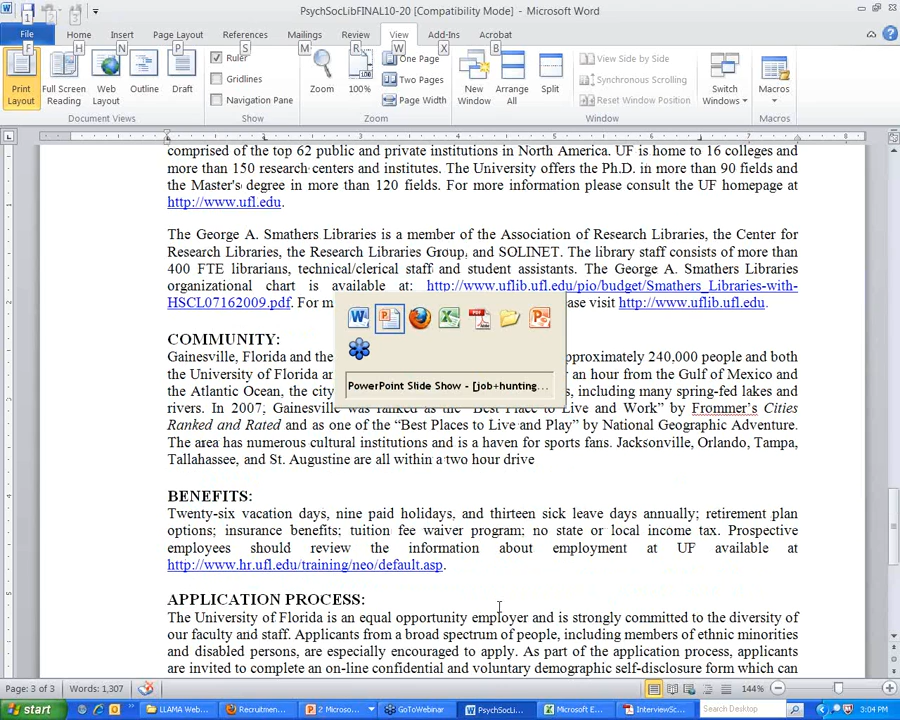 PsychSocLibFINAL10-20 [Compatibility Mode] - Microsoft Word
1 2 3
File Home Insert Page Layout References Mailings Review View Add-Ins Acrobat
F H N P S M R W X B
Print Layout
Full Screen Reading
Web Layout
Outline
Draft
Document Views
Ruler
Gridlines
Navigation Pane
Show
Zoom
100%
One Page
Two Pages
Page Width
Zoom
New Window
Arrange All
Split
View Side by Side
Synchronous Scrolling
Reset Window Position
Window
Switch Windows
Macros
Macros
comprised of the top 62 public and private institutions in North America. UF is home to 16 colleges and
more than 150 research centers and institutes. The University offers the Ph.D. in more than 90 fields and
the Master's degree in more than 120 fields. For more information please consult the UF homepage at
http://www.ufl.edu.
The George A. Smathers Libraries is a member of the Association of Research Libraries, the Center for
Research Libraries, the Research Libraries Group, and SOLINET. The library staff consists of more than
400 FTE librarians, technical/clerical staff and student assistants. The George A. Smathers Libraries
organizational chart is available at: http://www.uflib.ufl.edu/pio/budget/Smathers_Libraries-with-
HSCL07162009.pdf. For m ase visit http://www.uflib.ufl.edu.
COMMUNITY:
Gainesville, Florida and the pproximately 240,000 people and both
the University of Florida an an hour from the Gulf of Mexico and
the Atlantic Ocean, the city s, including many spring-fed lakes and
rivers. In 2007, Gainesville was ranked as the "Best Place to Live and Work" by Frommer's Cities
Ranked and Rated and as one of the "Best Places to Live and Play" by National Geographic Adventure.
The area has numerous cultural institutions and is a haven for sports fans. Jacksonville, Orlando, Tampa,
Tallahassee, and St. Augustine are all within a two hour drive
PowerPoint Slide Show - [job+hunting...
BENEFITS:
Twenty-six vacation days, nine paid holidays, and thirteen sick leave days annually; retirement plan
options; insurance benefits; tuition fee waiver program; no state or local income tax. Prospective
employees should review the information about employment at UF available at
http://www.hr.ufl.edu/training/neo/default.asp.
APPLICATION PROCESS:
The University of Florida is an equal opportunity employer and is strongly committed to the diversity of
our faculty and staff. Applicants from a broad spectrum of people, including members of ethnic minorities
and disabled persons, are especially encouraged to apply. As part of the application process, applicants
are invited to complete an on-line confidential and voluntary demographic self-disclosure form which can
Page: 3 of 3 Words: 1,307 144%
start LLAMA Web... Recruitmen... 2 Microso... GoToWebinar PsychSocLi... Microsoft E... InterviewSc... Search Desktop 3:04 PM